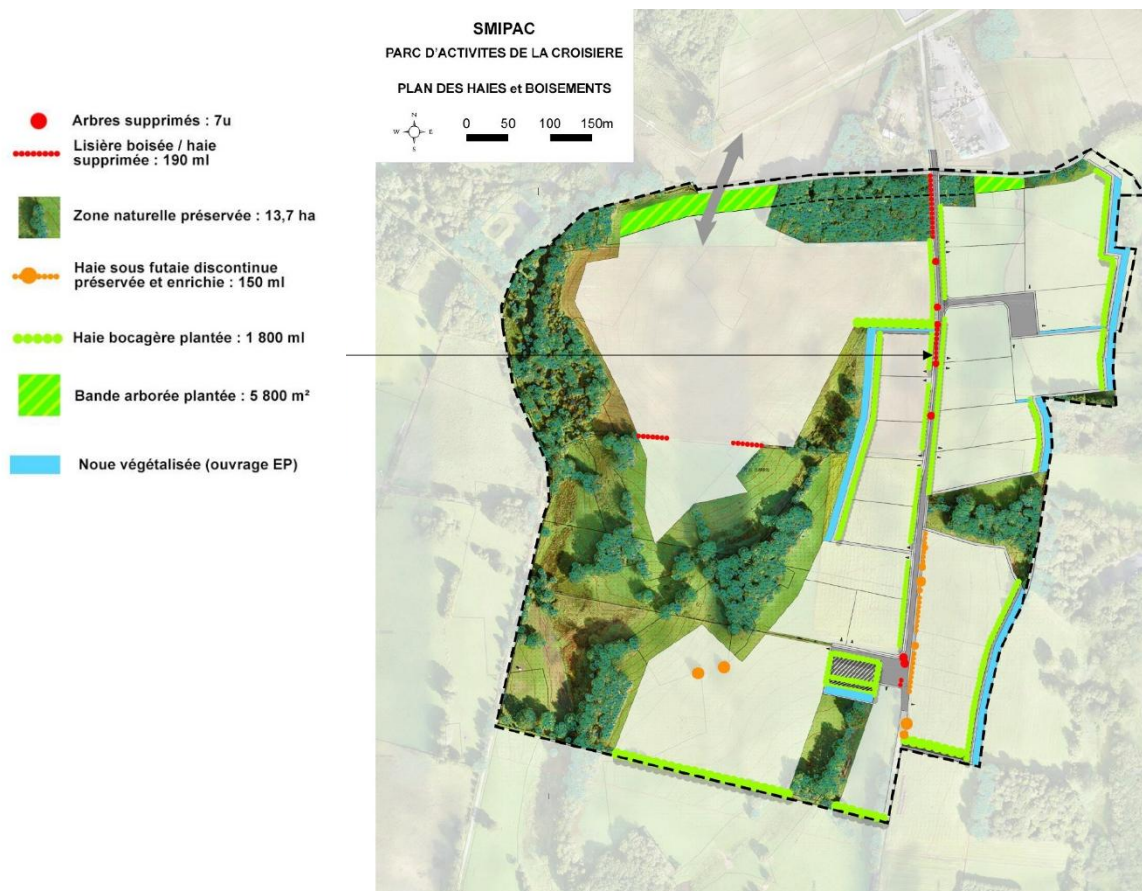 SMIPAC
PARC D'ACTIVITES DE LA CROISIERE
PLAN DES HAIES et BOISEMENTS
N
W E
S
0 50 100 150m
Arbres supprimés : 7u
Lisière boisée / haie
supprimée : 190 ml
Zone naturelle préservée : 13,7 ha
Haie sous futaie discontinue
préservée et enrichie : 150 ml
Haie bocagère plantée : 1 800 ml
Bande arborée plantée : 5 800 m²
Noue végétalisée (ouvrage EP)